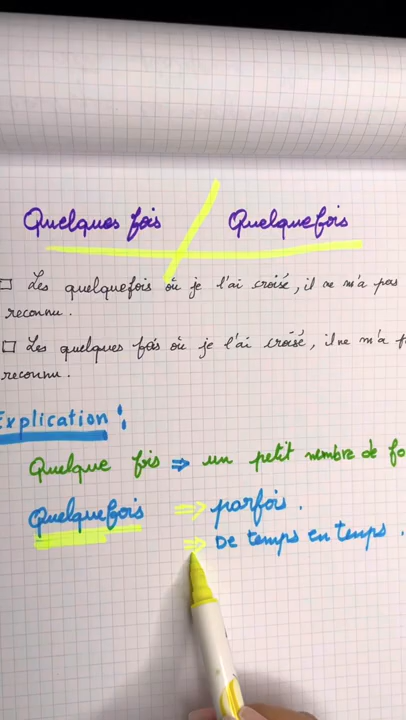 Quelques fois / Quelquefois
□ Les quelquefois où je l'ai croisé, il ne m'a pas
reconnu.
□ Les quelques fois où je l'ai croisé, il ne m'a
reconnu.
Explication :
Quelque fois ⇒ un petit nombre de fo
Quelquefois ⇒ parfois.
⇒ De temps en temps.